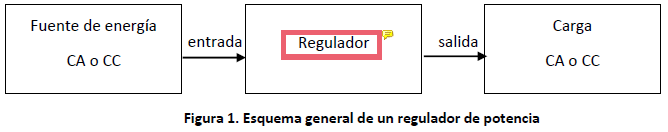 Fuente de energía
CA o CC
entrada
Regulador
salida
Carga
CA o CC
Figura 1. Esquema general de un regulador de potencia